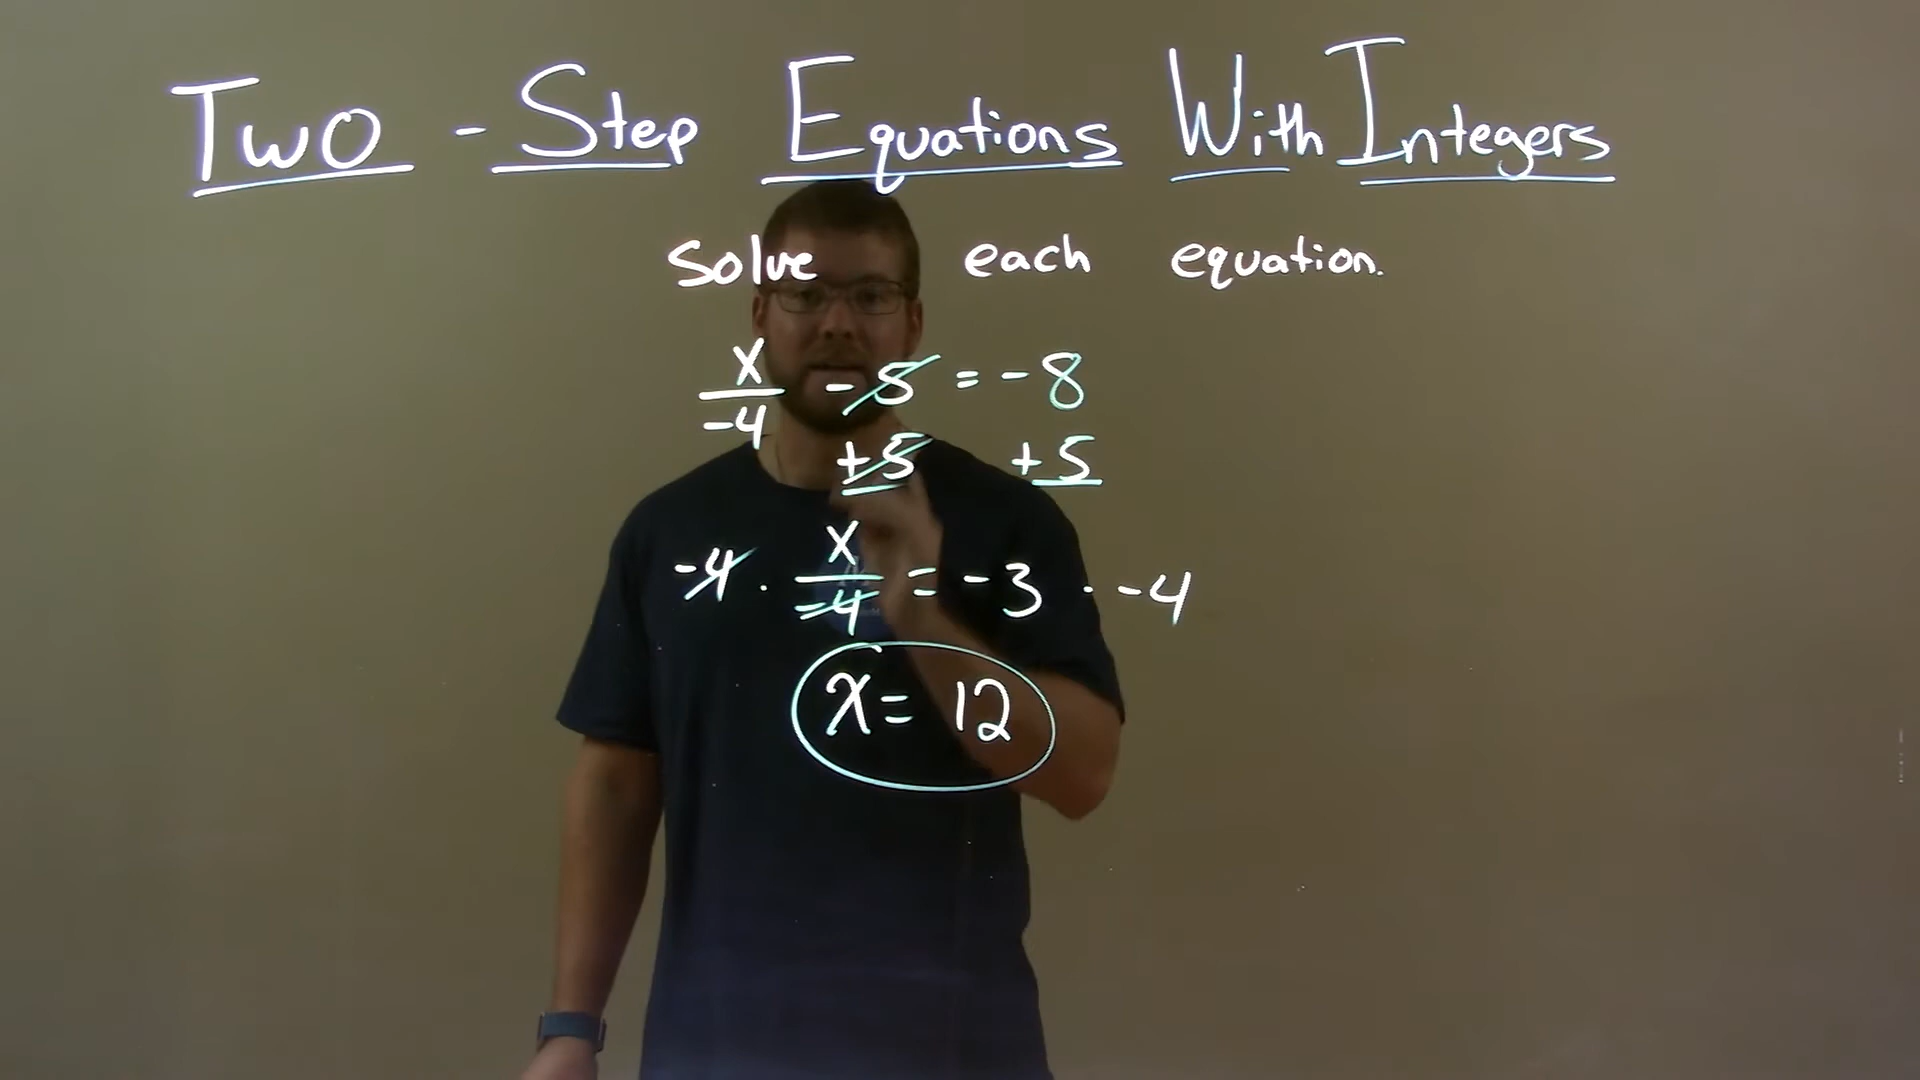 Two - Step Equations With Integers
Solve each equation.
x/-4 - 5 = -8
+5 +5
-4 · x/-4 = -3 · -4
x = 12